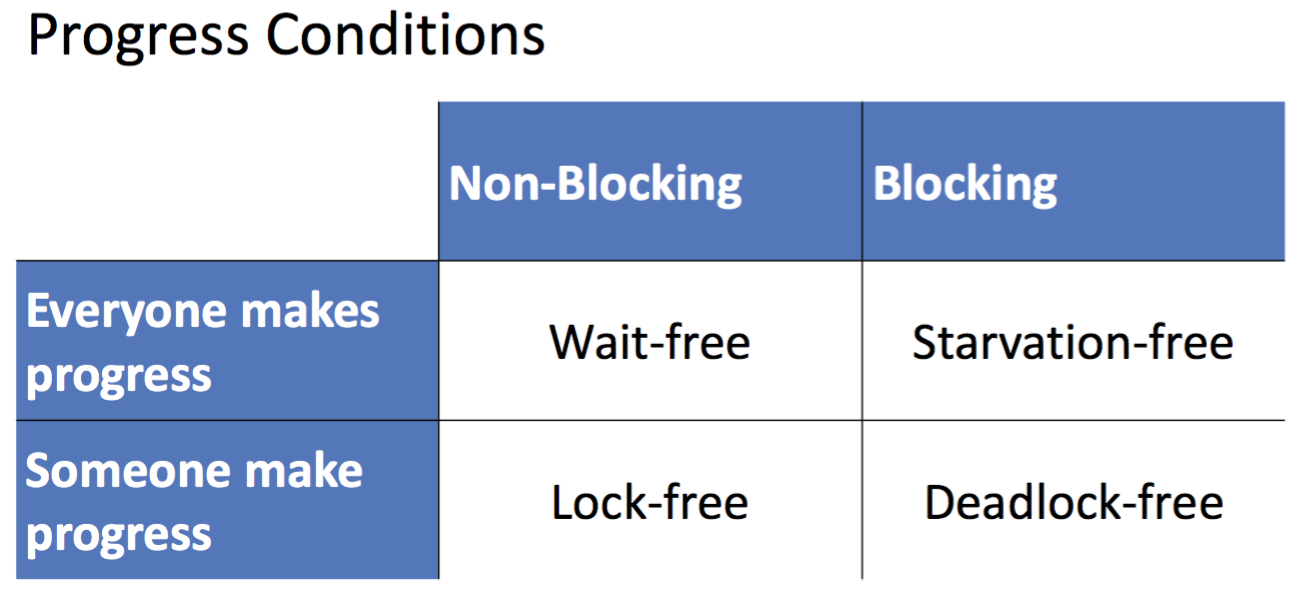 Progress Conditions
Non-Blocking Blocking
Everyone makes
progress
Wait-free Starvation-free
Someone make
progress
Lock-free Deadlock-free